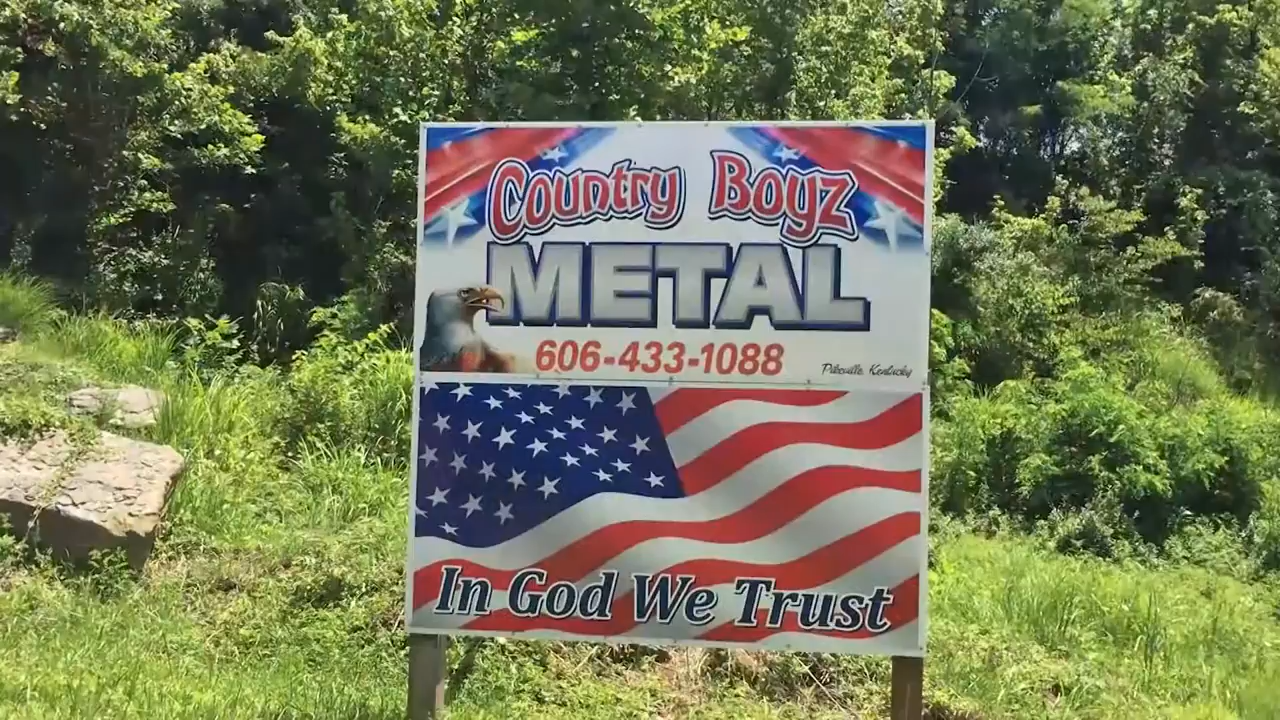 Country Boyz
METAL
606-433-1088
Pikeville, Kentucky
In God We Trust